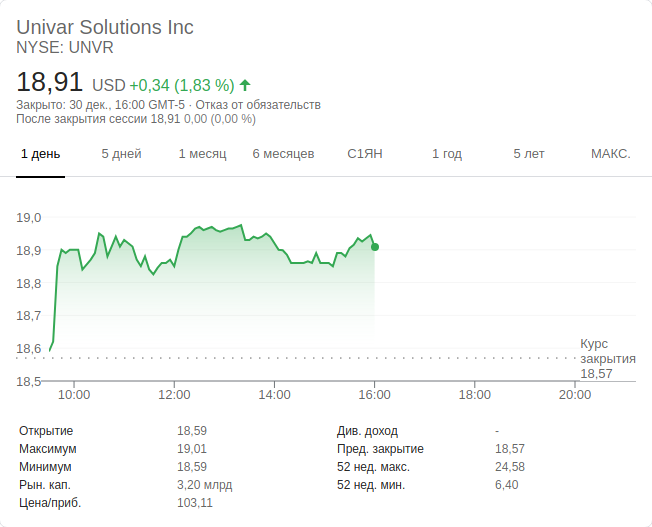 Univar Solutions Inc
NYSE: UNVR
18,91 USD +0,34 (1,83 %)
Закрыто: 30 дек., 16:00 GMT-5 · Отказ от обязательств
После закрытия сессии 18,91 0,00 (0,00 %)
1 день 5 дней 1 месяц 6 месяцев С1ЯН 1 год 5 лет МАКС.
19,0
18,9
18,8
18,7
18,6
18,5
Курс
закрытия
18,57
10:00 12:00 14:00 16:00 18:00 20:00
Открытие 18,59 Див. доход -
Максимум 19,01 Пред. закрытие 18,57
Минимум 18,59 52 нед. макс. 24,58
Рын. кап. 3,20 млрд 52 нед. мин. 6,40
Цена/приб. 103,11